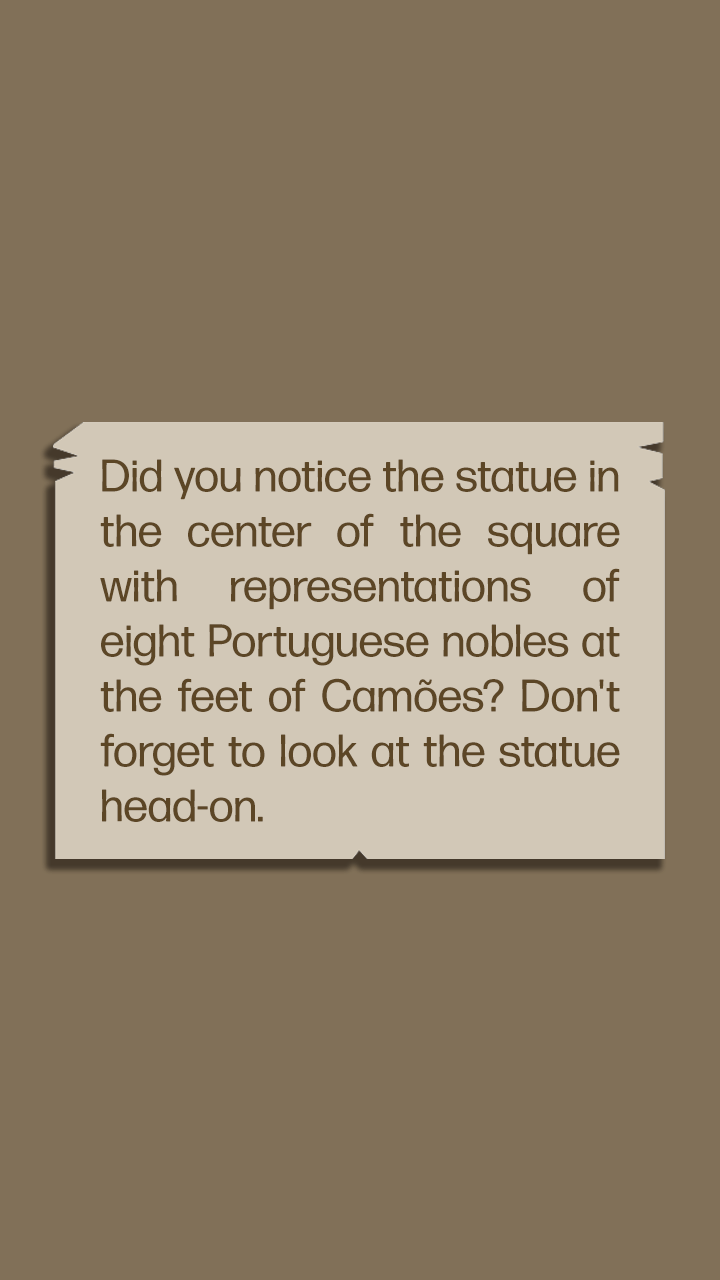 Did you notice the statue in
the center of the square
with representations of
eight Portuguese nobles at
the feet of Camões? Don't
forget to look at the statue
head-on.